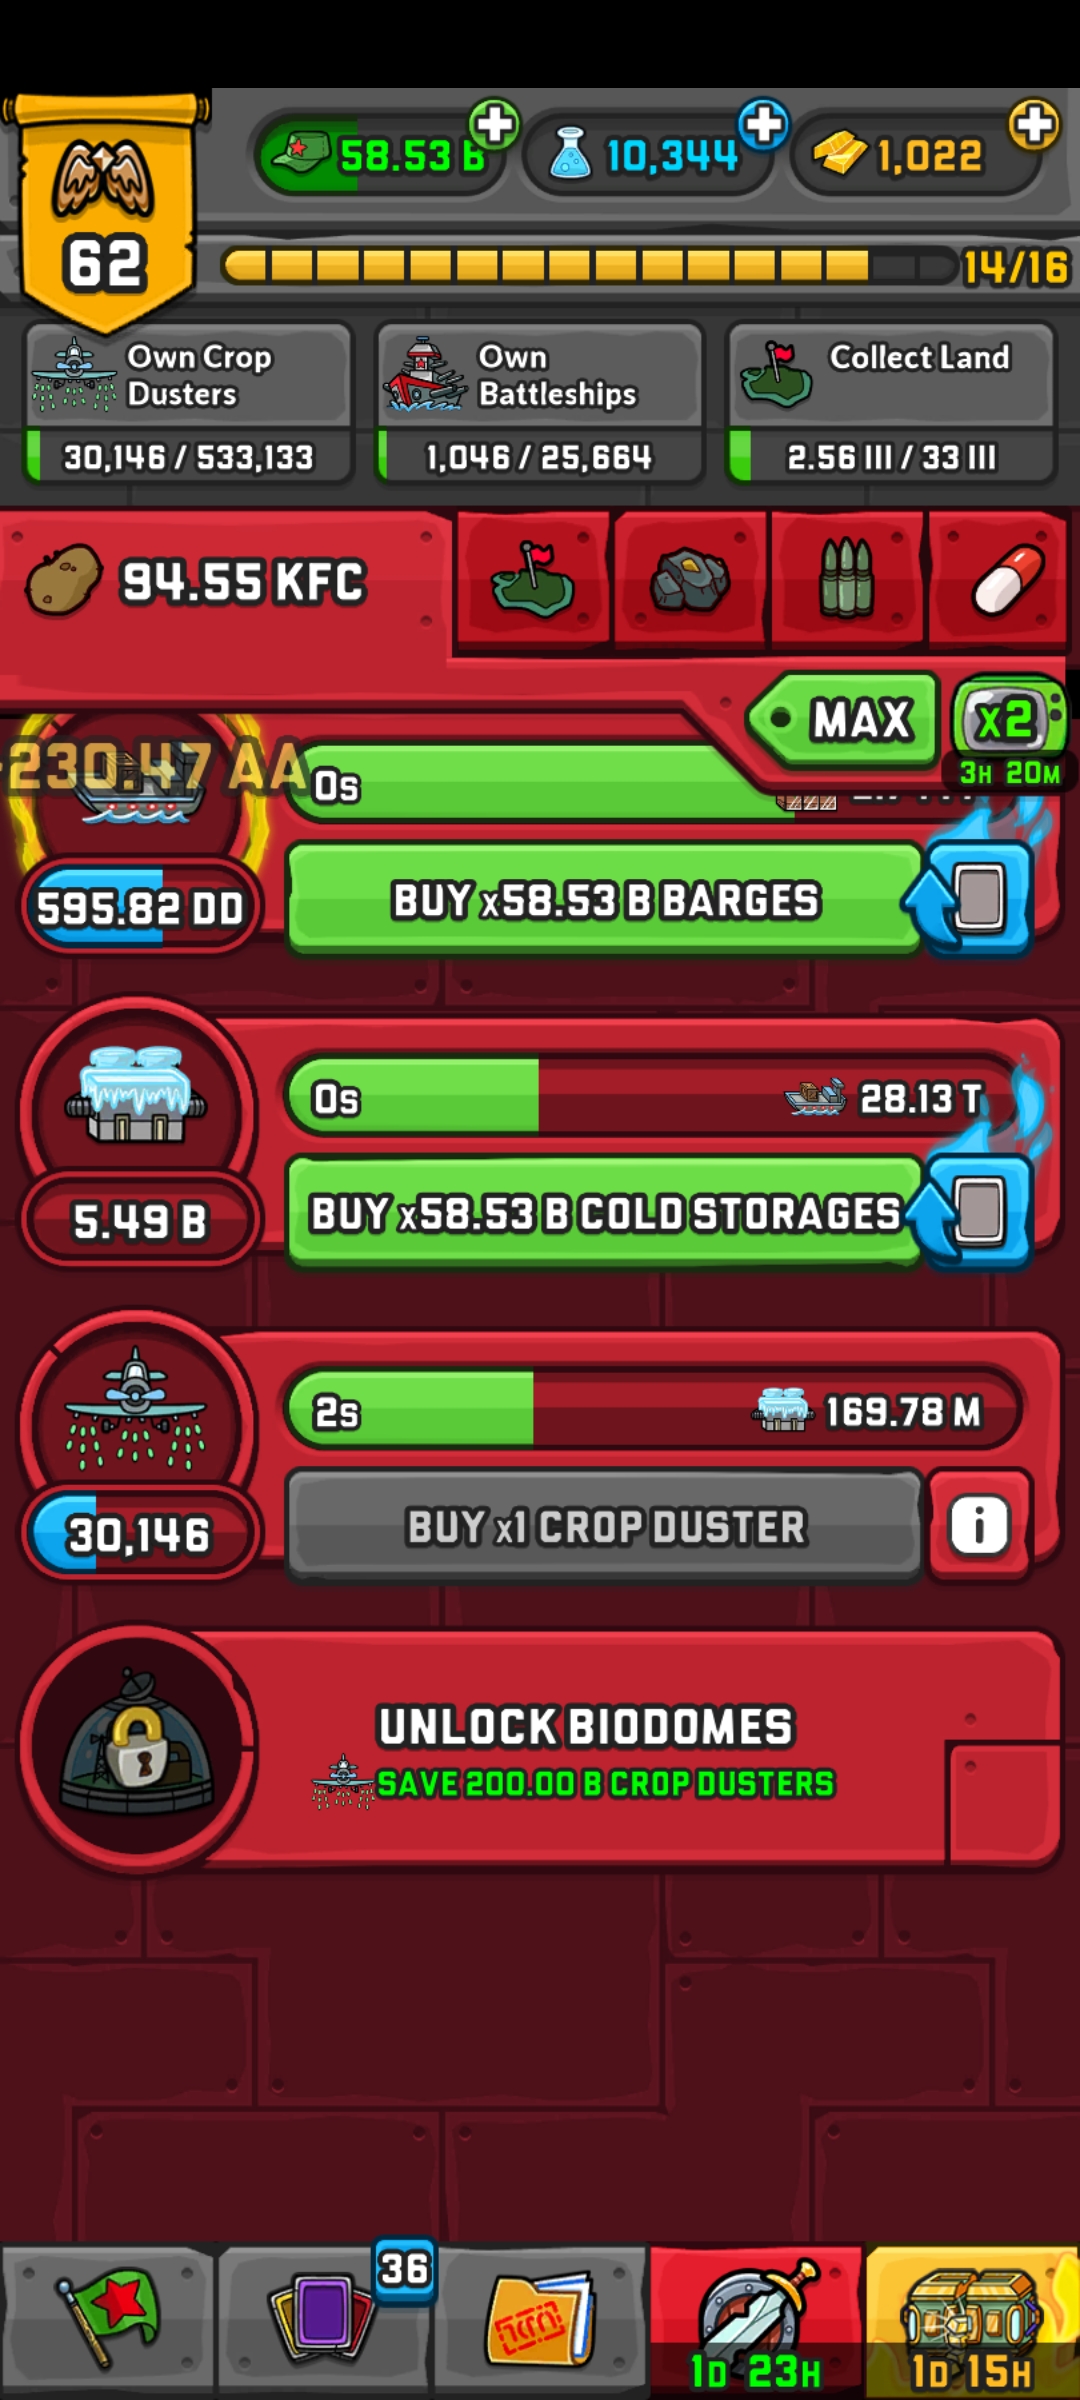 58.53 B
10,344
1,022
62
14/16
Own Crop
Dusters
30,146 / 533,133
Own
Battleships
1,046 / 25,664
Collect Land
2.56 III / 33 III
94.55 KFC
MAX
x2
3H 20M
-230.47 AA
0s
595.82 DD
BUY x58.53 B BARGES
0s
28.13 T
5.49 B
BUY x58.53 B COLD STORAGES
2s
169.78 M
30,146
BUY x1 CROP DUSTER
i
UNLOCK BIODOMES
SAVE 200.00 B CROP DUSTERS
36
1D 23H
1D 15H